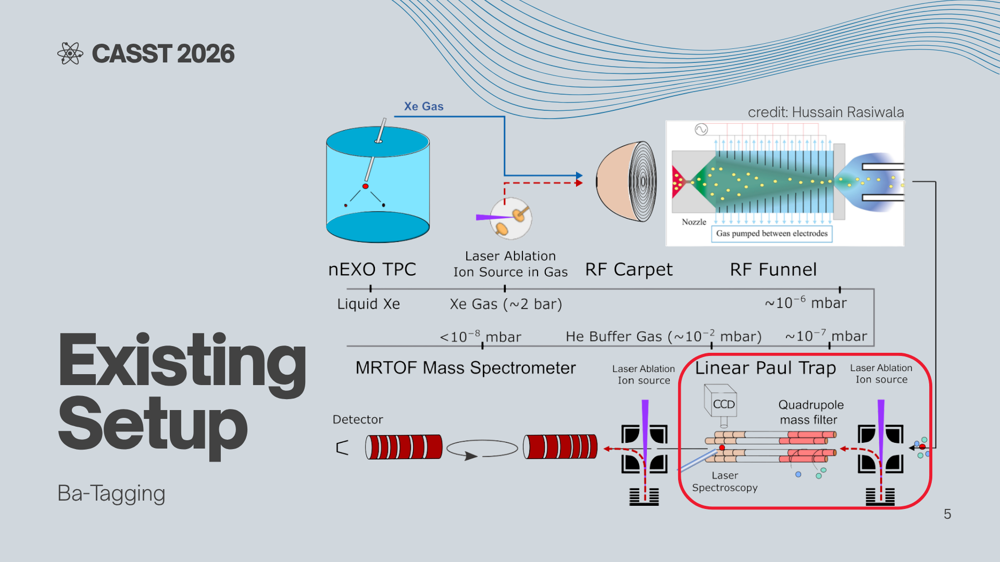 CASST 2026
Xe Gas
credit: Hussain Rasiwala
Nozzle
Gas pumped between electrodes
nEXO TPC
Laser Ablation
Ion Source in Gas
RF Carpet
RF Funnel
Liquid Xe
Xe Gas (~2 bar)
~10⁻⁶ mbar
<10⁻⁸ mbar
He Buffer Gas (~10⁻² mbar)
~10⁻⁷ mbar
MRTOF Mass Spectrometer
Laser Ablation
Ion source
Linear Paul Trap
Laser Ablation
Ion source
CCD
Quadrupole
mass filter
Detector
Laser
Spectroscopy
Existing
Setup
Ba-Tagging
5